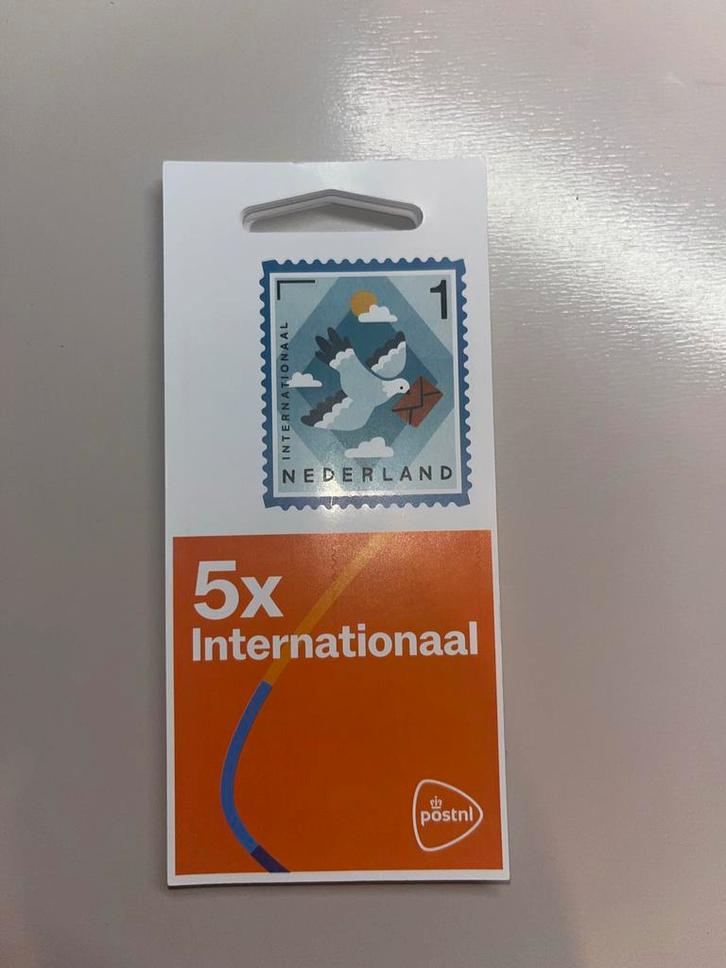 1
INTERNATIONAAL
NEDERLAND
5x
Internationaal
postnl